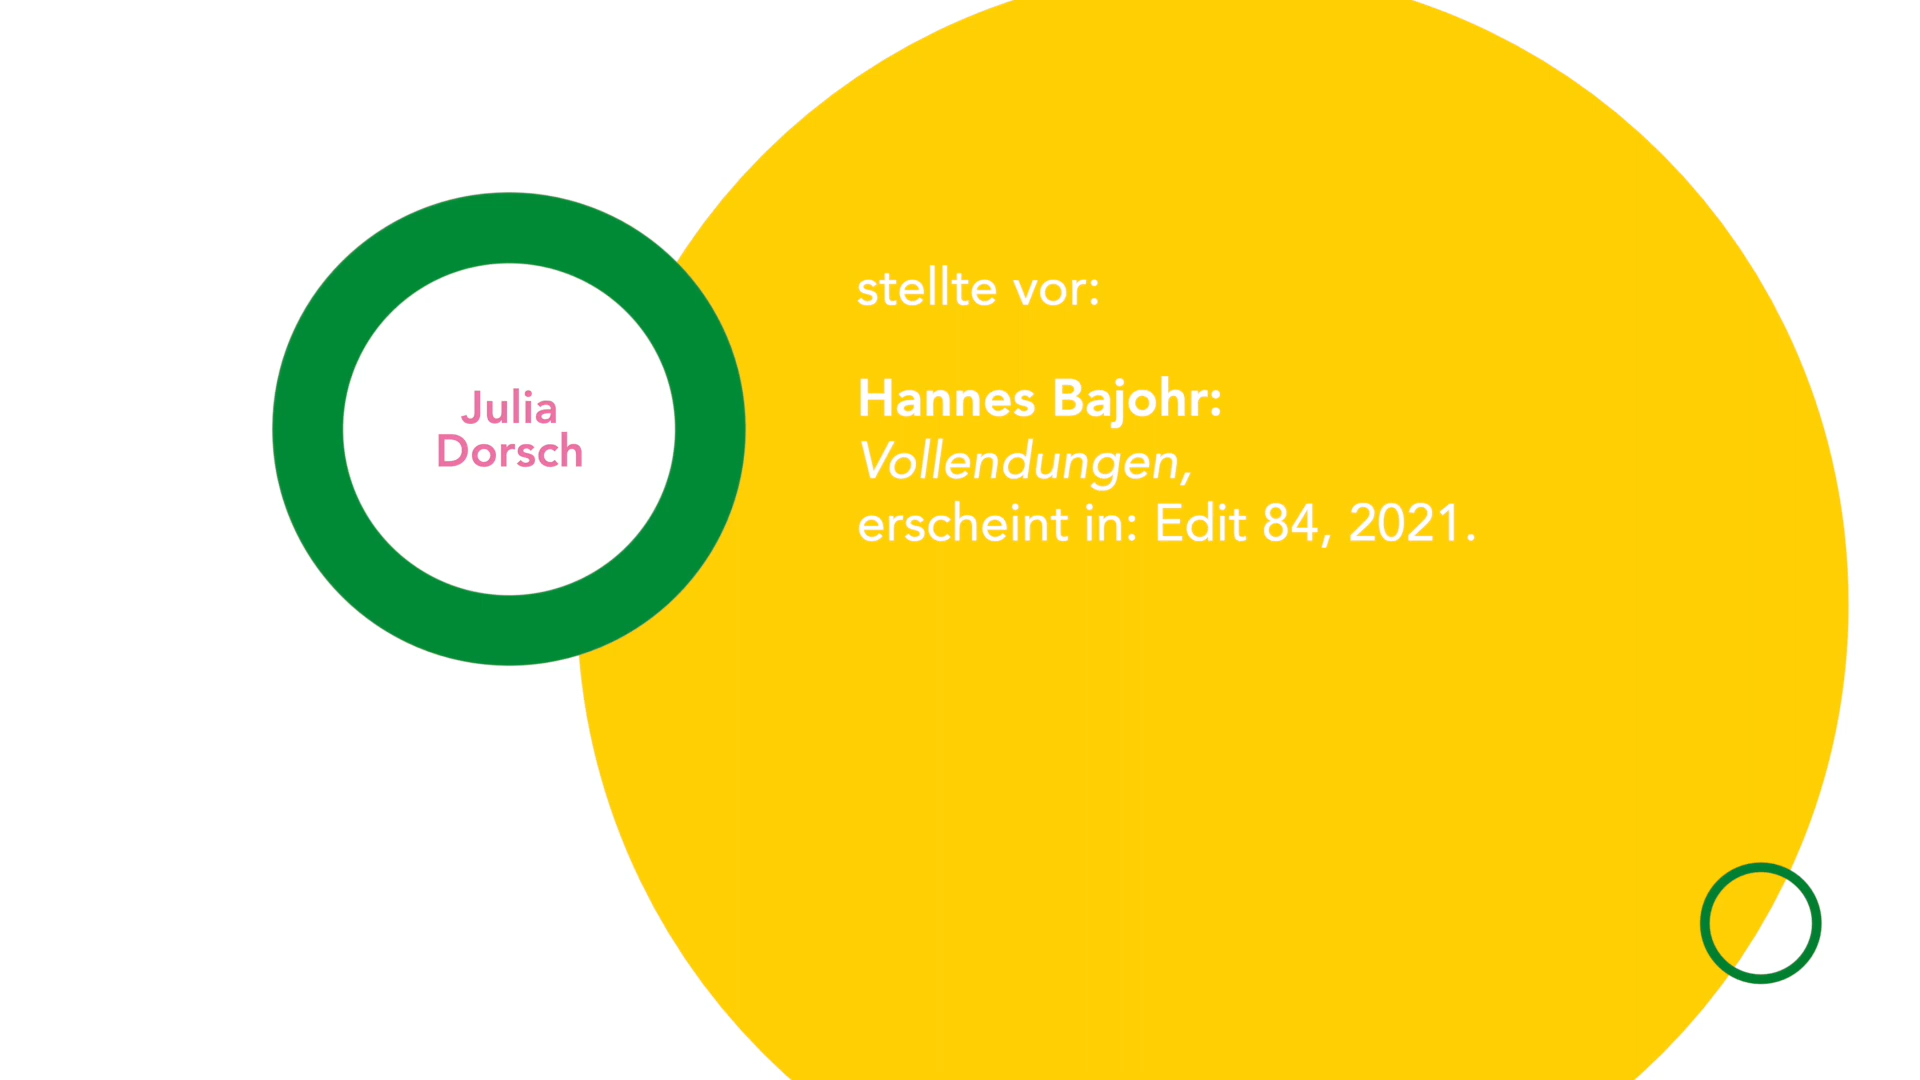 Julia
Dorsch
stellte vor:
Hannes Bajohr:
Vollendungen,
erscheint in: Edit 84, 2021.